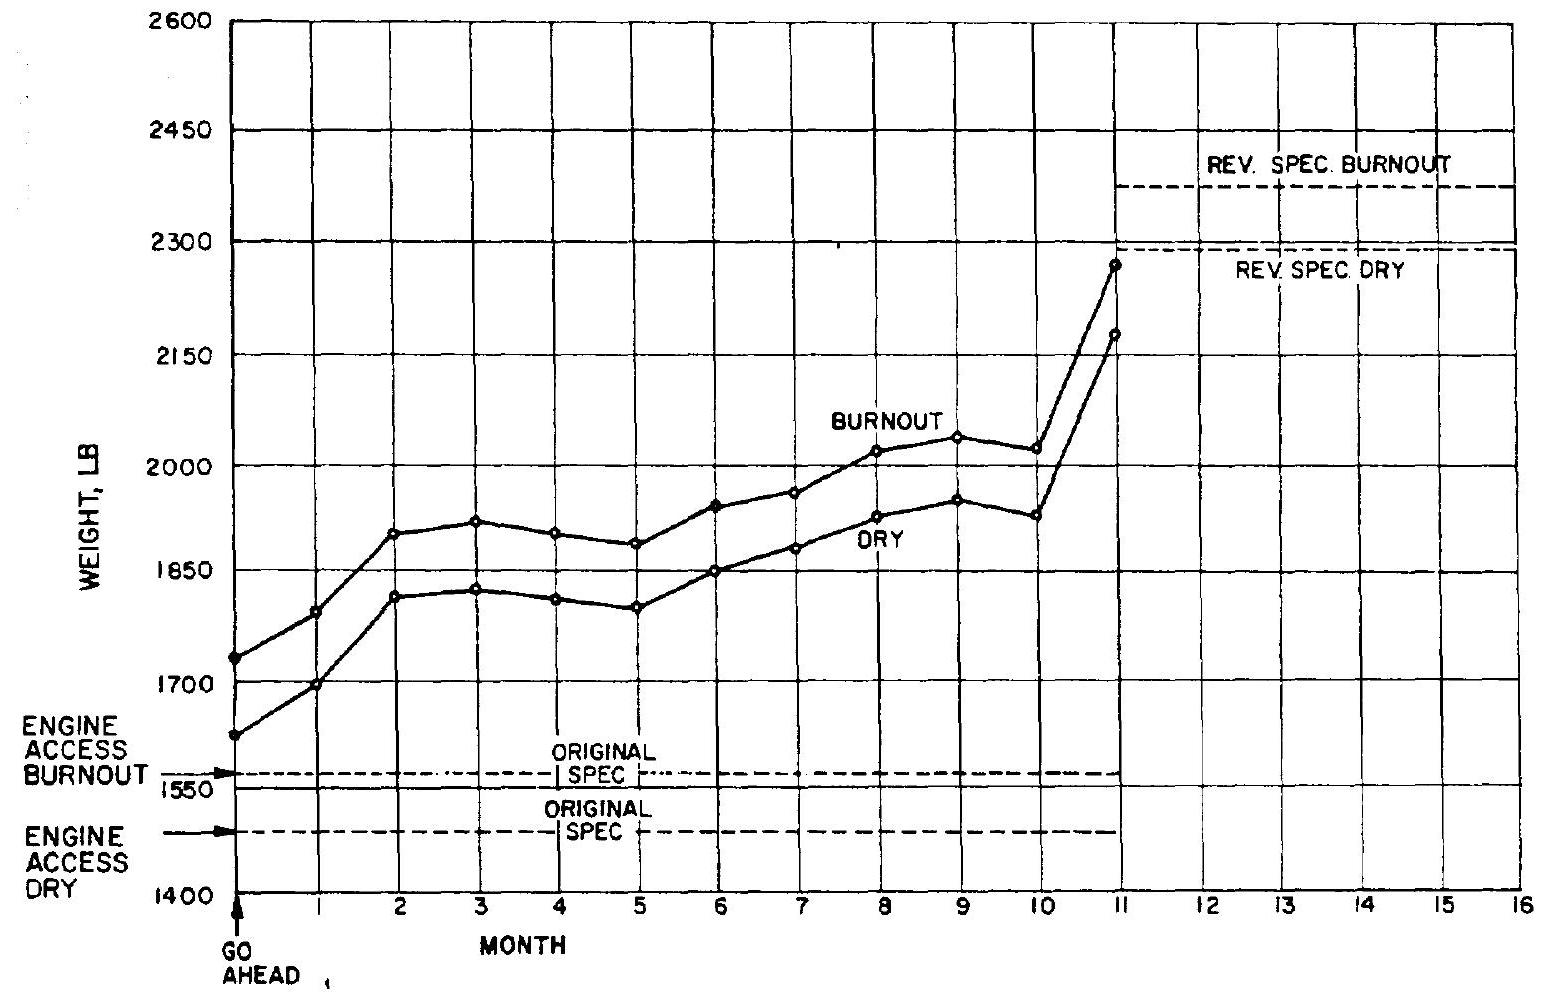 2600
2450
REV. SPEC. BURNOUT
2300
REV. SPEC. DRY
2150
BURNOUT
2000
DRY
WEIGHT, LB
1850
1700
ENGINE
ACCESS
BURNOUT
ORIGINAL
SPEC
1550
ORIGINAL
SPEC
ENGINE
ACCESS
DRY
1400
1 2 3 4 5 6 7 8 9 10 11 12 13 14 15 16
MONTH
GO
AHEAD